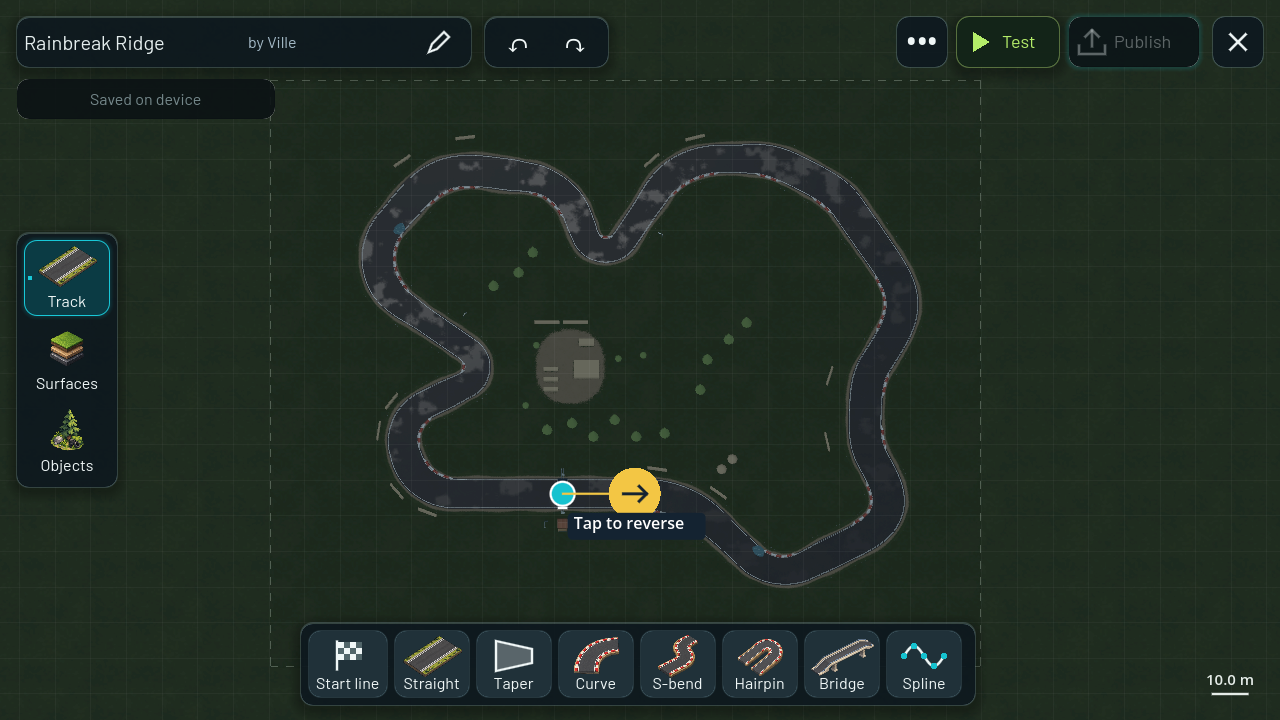 Rainbreak Ridge
by Ville
Test
Publish
Saved on device
Track
Surfaces
Objects
Tap to reverse
Start line
Straight
Taper
Curve
S-bend
Hairpin
Bridge
Spline
10.0 m